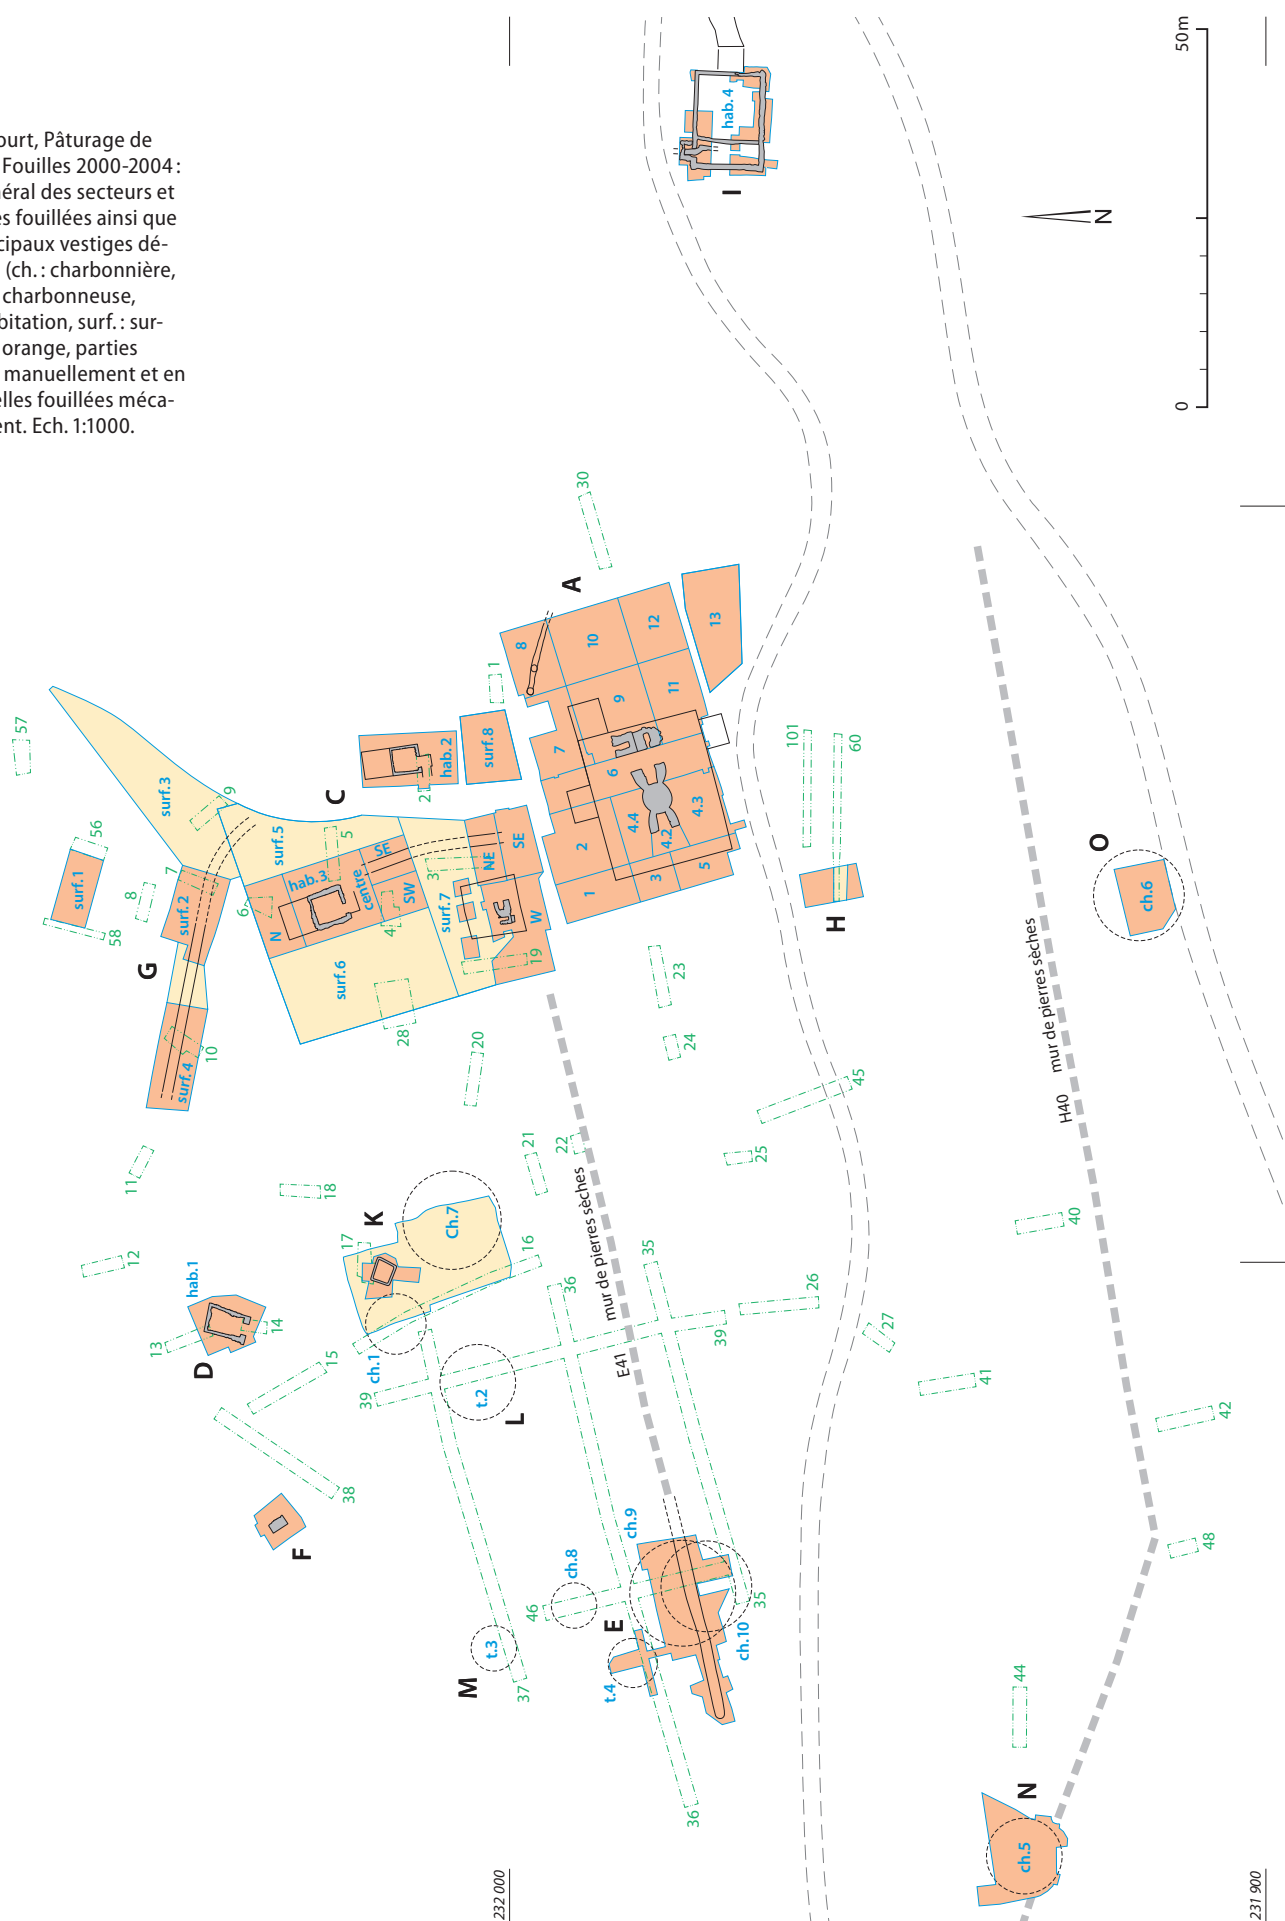 ourt, Pâturage de
Fouilles 2000-2004 :
néral des secteurs et
es fouillées ainsi que
cipaux vestiges dé-
(ch. : charbonnière,
charbonneuse,
bitation, surf. : sur-
orange, parties
manuellement et en
elles fouillées méca-
ent. Ech. 1:1000.
50 m
0
N
hab. 4
I
30
A
8
10
12
13
9
11
7
6
4.4
4.3
4.2
2
1
3
5
1
57
surf. 3
9
C
hab. 2
2
surf. 8
surf. 5
5
SE
hab. 3
centre
SW
N
6
4
3
NE
SE
W
surf. 7
surf. 6
19
28
56
surf. 1
8
58
7
surf. 2
G
10
surf. 4
101
60
H
O
ch.6
23
24
20
45
25
21
22
11
12
18
17
K
Ch.7
16
hab.1
13
14
D
15
ch.1
39
t.2
L
36
35
39
26
27
40
41
42
mur de pierres sèches
E41
mur de pierres sèches
H40
38
F
ch.9
ch.8
46
E
35
ch.10
t.3
M
37
t.4
36
48
44
N
ch.5
232 000
231 900